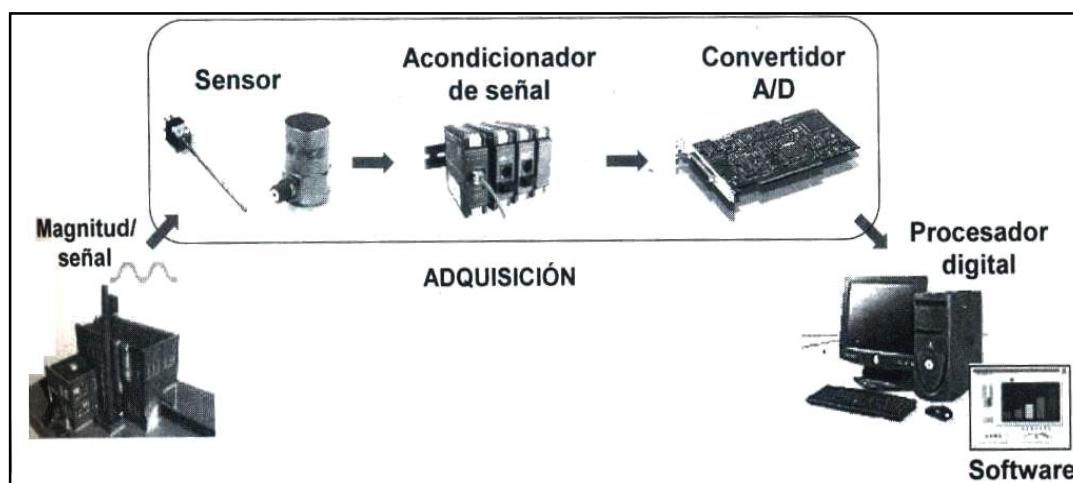 Sensor
Acondicionador
de señal
Convertidor
A/D
Magnitud/
señal
ADQUISICIÓN
Procesador
digital
Software